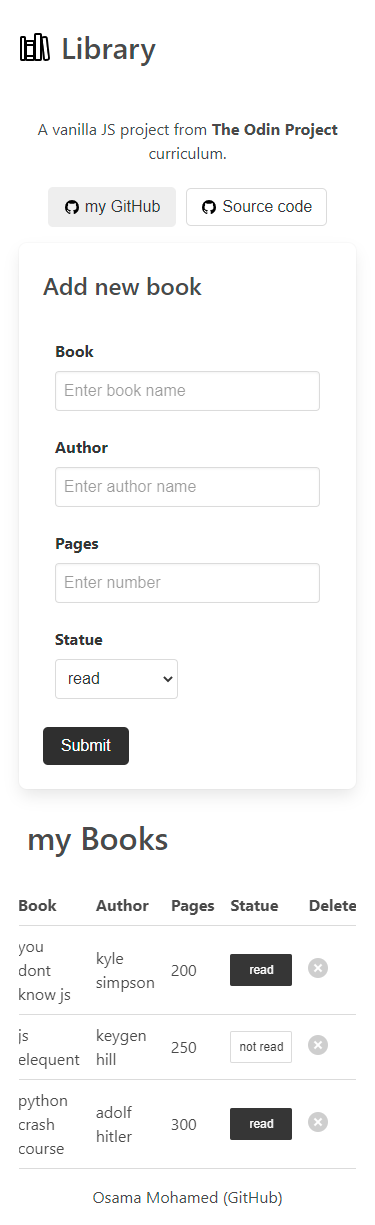 Library
A vanilla JS project from The Odin Project
curriculum.
my GitHub Source code
Add new book
Book
Enter book name
Author
Enter author name
Pages
Enter number
Statue
read
Submit
my Books
Book Author Pages Statue Delete
you
dont
know js
kyle
simpson
200
read
js
elequent
keygen
hill
250
not read
python
crash
course
adolf
hitler
300
read
Osama Mohamed (GitHub)